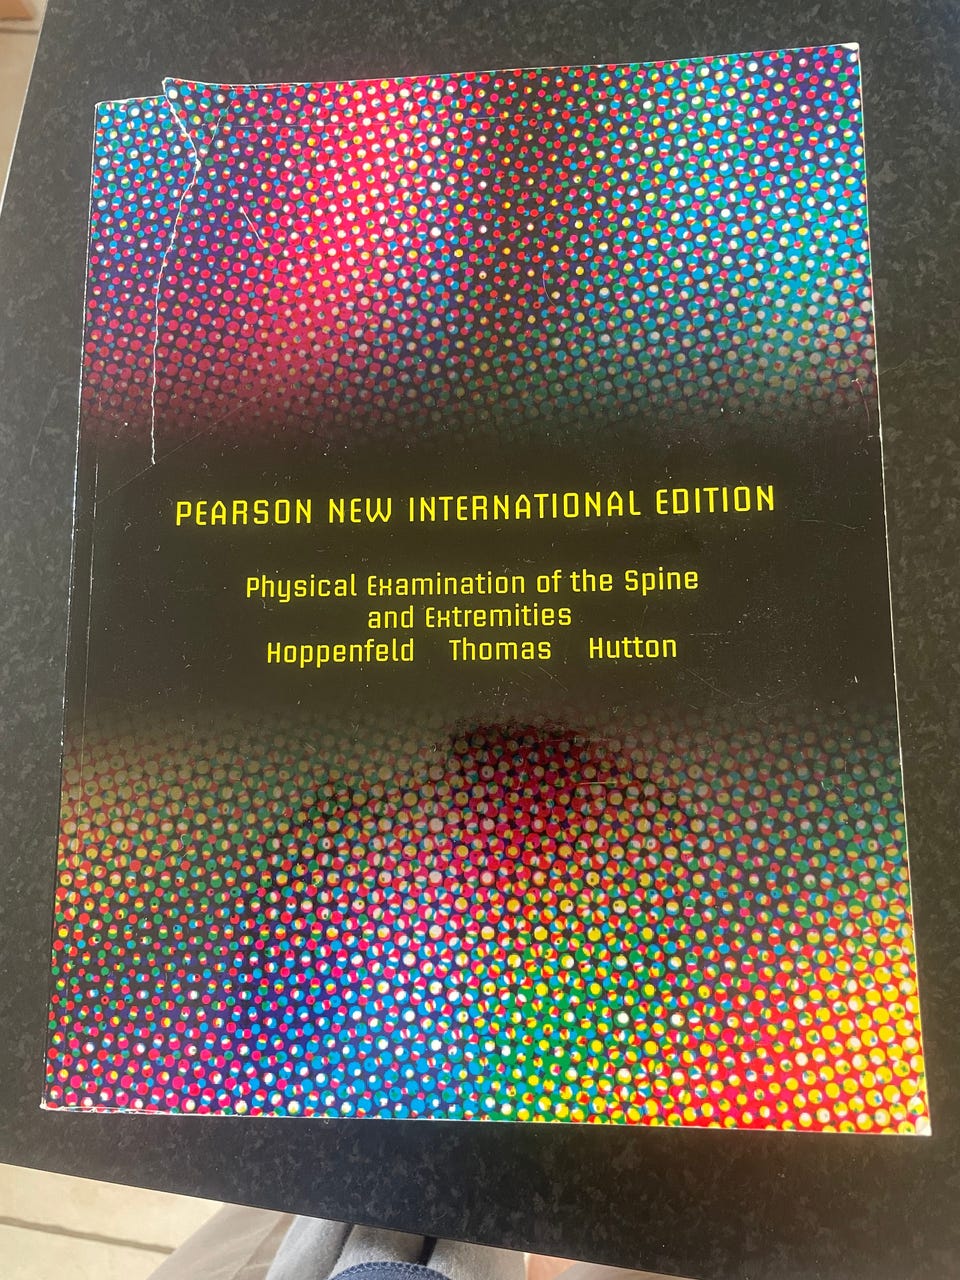 PEARSON NEW INTERNATIONAL EDITION
Physical Examination of the Spine
and Extremities
Hoppenfeld Thomas Hutton